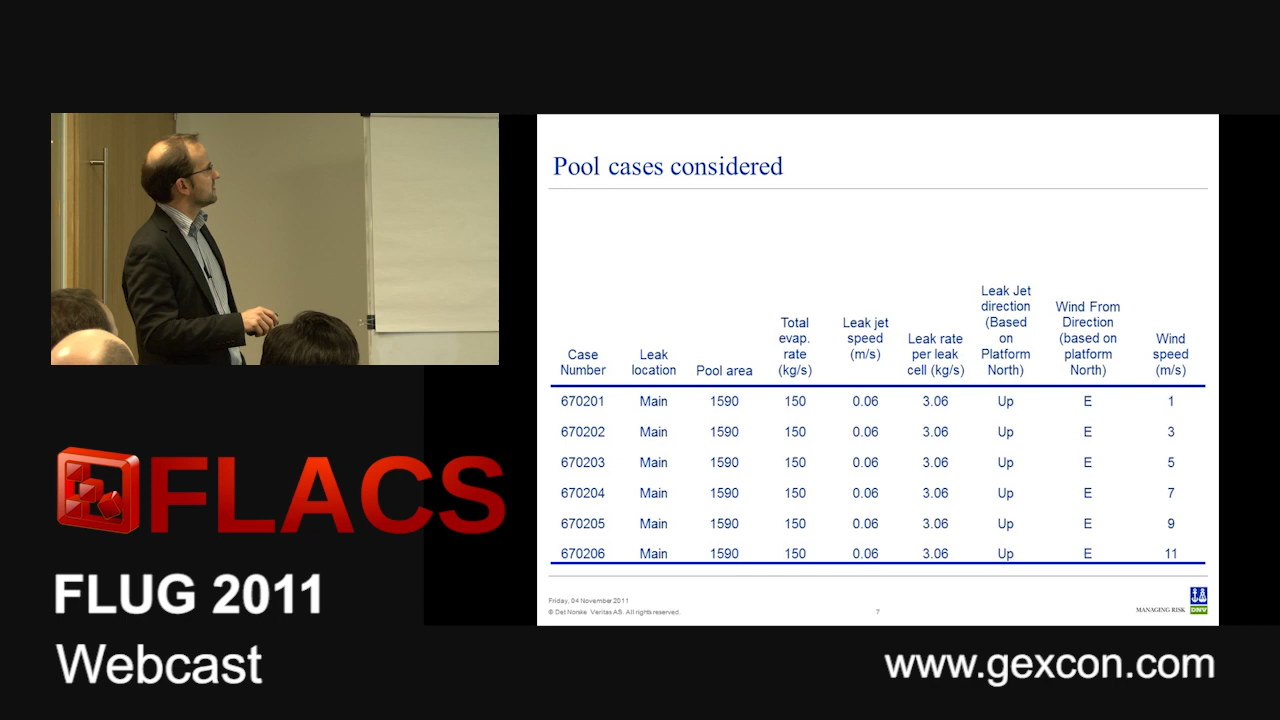 Pool cases considered
Case Number Leak location Pool area Total evap. rate (kg/s) Leak jet speed (m/s) Leak rate per leak cell (kg/s) Leak Jet direction (Based on Platform North) Wind From Direction (based on platform North) Wind speed (m/s)
670201 Main 1590 150 0.06 3.06 Up E 1
670202 Main 1590 150 0.06 3.06 Up E 3
670203 Main 1590 150 0.06 3.06 Up E 5
670204 Main 1590 150 0.06 3.06 Up E 7
670205 Main 1590 150 0.06 3.06 Up E 9
670206 Main 1590 150 0.06 3.06 Up E 11
Friday, 04 November 2011
© Det Norske Veritas AS. All rights reserved.
7
MANAGING RISK
DNV
FLACS
FLUG 2011
Webcast
www.gexcon.com